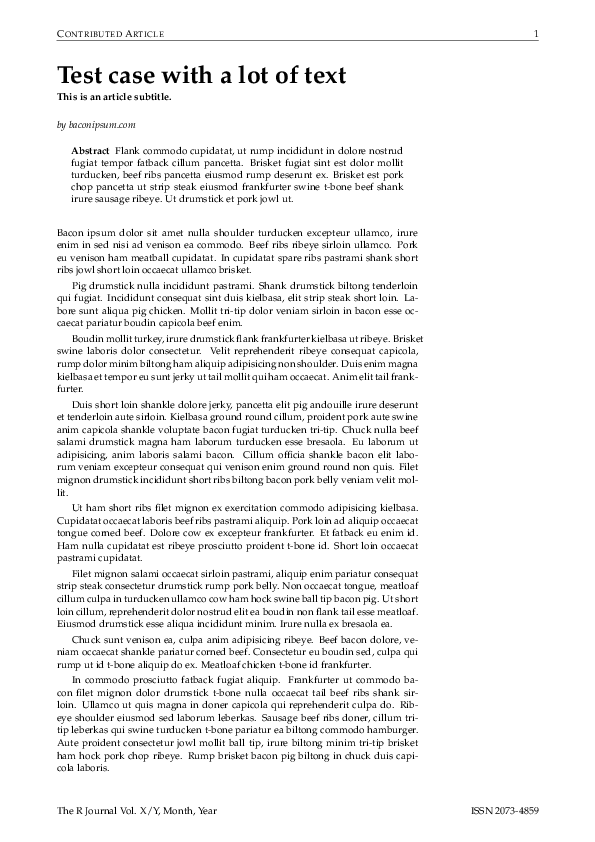 CONTRIBUTED ARTICLE 1
Test case with a lot of text
This is an article subtitle.
by baconipsum.com
Abstract Flank commodo cupidatat, ut rump incididunt in dolore nostrud
fugiat tempor fatback cillum pancetta. Brisket fugiat sint est dolor mollit
turducken, beef ribs pancetta eiusmod rump deserunt ex. Brisket est pork
chop pancetta ut strip steak eiusmod frankfurter swine t-bone beef shank
irure sausage ribeye. Ut drumstick et pork jowl ut.
Bacon ipsum dolor sit amet nulla shoulder turducken excepteur ullamco, irure
enim in sed nisi ad venison ea commodo. Beef ribs ribeye sirloin ullamco. Pork
eu venison ham meatball cupidatat. In cupidatat spare ribs pastrami shank short
ribs jowl short loin occaecat ullamco brisket.
Pig drumstick nulla incididunt pastrami. Shank drumstick biltong tenderloin
qui fugiat. Incididunt consequat sint duis kielbasa, elit strip steak short loin. La-
bore sunt aliqua pig chicken. Mollit tri-tip dolor veniam sirloin in bacon esse oc-
caecat pariatur boudin capicola beef enim.
Boudin mollit turkey, irure drumstick flank frankfurter kielbasa ut ribeye. Brisket
swine laboris dolor consectetur. Velit reprehenderit ribeye consequat capicola,
rump dolor minim biltong ham aliquip adipisicing non shoulder. Duis enim magna
kielbasa et tempor eu sunt jerky ut tail mollit qui ham occaecat. Anim elit tail frank-
furter.
Duis short loin shankle dolore jerky, pancetta elit pig andouille irure deserunt
et tenderloin aute sirloin. Kielbasa ground round cillum, proident pork aute swine
anim capicola shankle voluptate bacon fugiat turducken tri-tip. Chuck nulla beef
salami drumstick magna ham laborum turducken esse bresaola. Eu laborum ut
adipisicing, anim laboris salami bacon. Cillum officia shankle bacon elit labo-
rum veniam excepteur consequat qui venison enim ground round non quis. Filet
mignon drumstick incididunt short ribs biltong bacon pork belly veniam velit mol-
lit.
Ut ham short ribs filet mignon ex exercitation commodo adipisicing kielbasa.
Cupidatat occaecat laboris beef ribs pastrami aliquip. Pork loin ad aliquip occaecat
tongue corned beef. Dolore cow ex excepteur frankfurter. Et fatback eu enim id.
Ham nulla cupidatat est ribeye prosciutto proident t-bone id. Short loin occaecat
pastrami cupidatat.
Filet mignon salami occaecat sirloin pastrami, aliquip enim pariatur consequat
strip steak consectetur drumstick rump pork belly. Non occaecat tongue, meatloaf
cillum culpa in turducken ullamco cow ham hock swine ball tip bacon pig. Ut short
loin cillum, reprehenderit dolor nostrud elit ea boudin non flank tail esse meatloaf.
Eiusmod drumstick esse aliqua incididunt minim. Irure nulla ex bresaola ea.
Chuck sunt venison ea, culpa anim adipisicing ribeye. Beef bacon dolore, ve-
niam occaecat shankle pariatur corned beef. Consectetur eu boudin sed, culpa qui
rump ut id t-bone aliquip do ex. Meatloaf chicken t-bone id frankfurter.
In commodo prosciutto fatback fugiat aliquip. Frankfurter ut commodo ba-
con filet mignon dolor drumstick t-bone nulla occaecat tail beef ribs shank sir-
loin. Ullamco ut quis magna in doner capicola qui reprehenderit culpa do. Rib-
eye shoulder eiusmod sed laborum leberkas. Sausage beef ribs doner, cillum tri-
tip leberkas qui swine turducken t-bone pariatur ea biltong commodo hamburger.
Aute proident consectetur jowl mollit ball tip, irure biltong minim tri-tip brisket
ham hock pork chop ribeye. Rump brisket bacon pig biltong in chuck duis capi-
cola laboris.
The R Journal Vol. X/Y, Month, Year ISSN 2073-4859